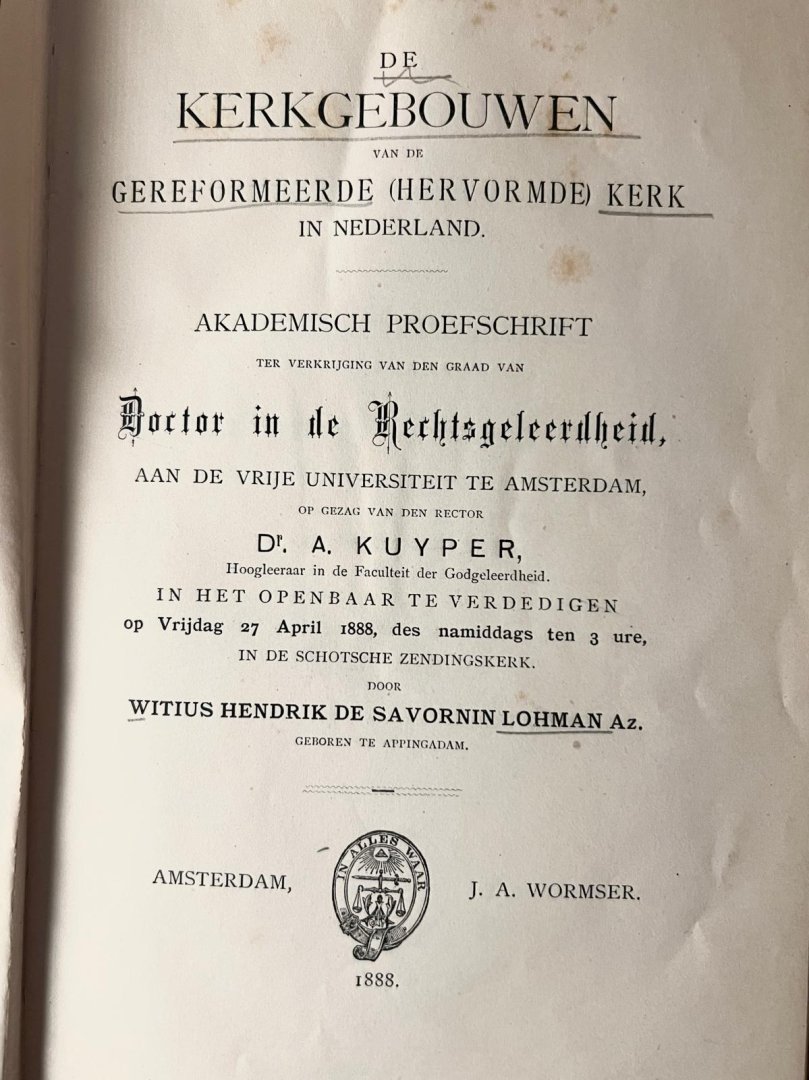 DE
KERKGEBOUWEN
VAN DE
GEREFORMEERDE (HERVORMDE) KERK
IN NEDERLAND.
AKADEMISCH PROEFSCHRIFT
TER VERKRIJGING VAN DEN GRAAD VAN
Doctor in de Rechtsgeleerdheid,
AAN DE VRIJE UNIVERSITEIT TE AMSTERDAM,
OP GEZAG VAN DEN RECTOR
Dr. A. KUYPER,
Hoogleeraar in de Faculteit der Godgeleerdheid.
IN HET OPENBAAR TE VERDEDIGEN
op Vrijdag 27 April 1888, des namiddags ten 3 ure,
IN DE SCHOTSCHE ZENDINGSKERK.
DOOR
WITIUS HENDRIK DE SAVORNIN LOHMAN Az.
GEBOREN TE APPINGADAM.
IN ALLES WAAR
AMSTERDAM,
J. A. WORMSER.
1888.